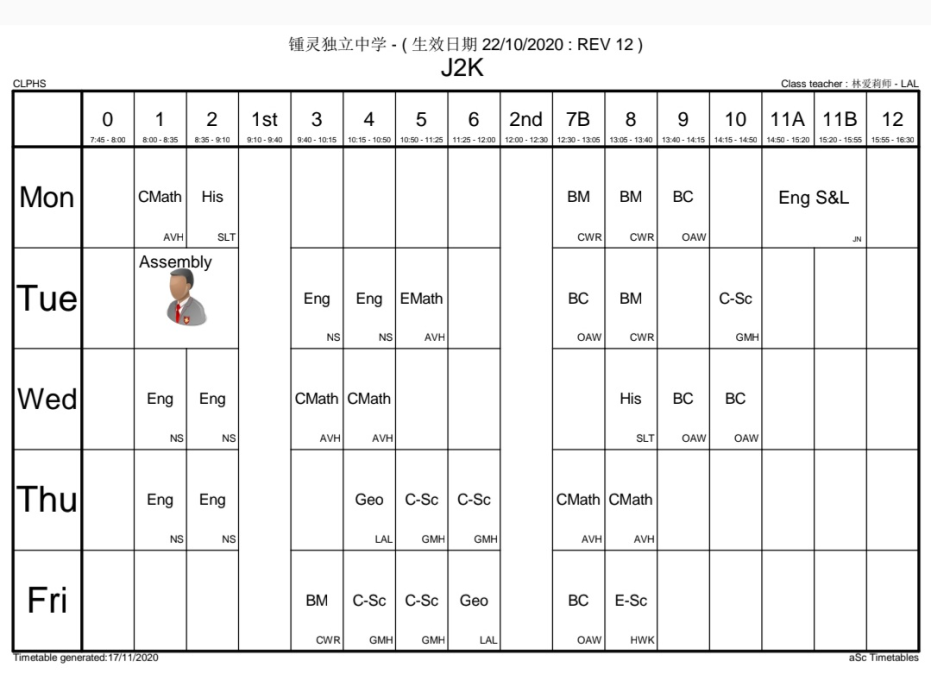 锺灵独立中学 - ( 生效日期 22/10/2020 : REV 12 )
J2K
CLPHS
Class teacher : 林爱莉师 - LAL
0 1 2 1st 3 4 5 6 2nd 7B 8 9 10 11A 11B 12
7:45 - 8:00 8:00 - 8:35 8:35 - 9:10 9:10 - 9:40 9:40 - 10:15 10:15 - 10:50 10:50 - 11:25 11:25 - 12:00 12:00 - 12:30 12:30 - 13:05 13:05 - 13:40 13:40 - 14:15 14:15 - 14:50 14:50 - 15:20 15:20 - 15:55 15:55 - 16:30
Mon CMath His BM BM BC Eng S&L
AVH SLT CWR CWR OAW JN
Assembly
Tue Eng Eng EMath BC BM C-Sc
NS NS AVH OAW CWR GMH
Wed Eng Eng CMath CMath His BC BC
NS NS AVH AVH SLT OAW OAW
Thu Eng Eng Geo C-Sc C-Sc CMath CMath
NS NS LAL GMH GMH AVH AVH
Fri BM C-Sc C-Sc Geo BC E-Sc
CWR GMH GMH LAL OAW HWK
Timetable generated:17/11/2020
aSc Timetables